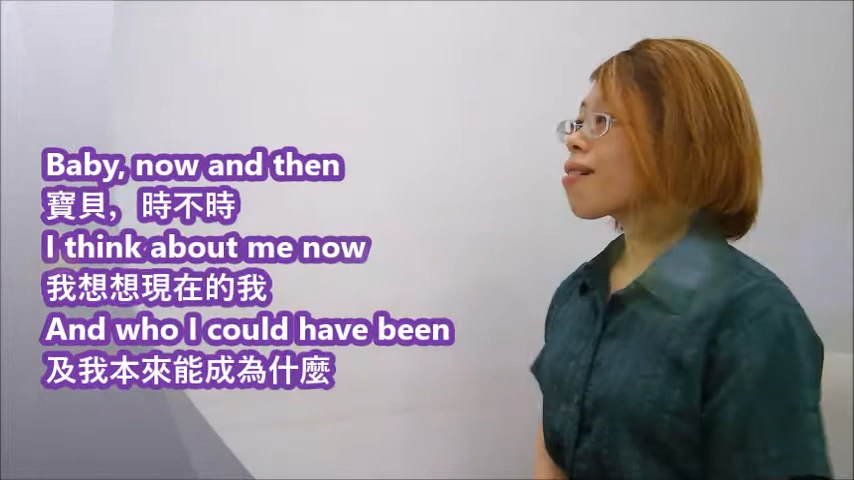 Baby, now and then
寶貝，時不時
I think about me now
我想想現在的我
And who I could have been
及我本來能成為什麼